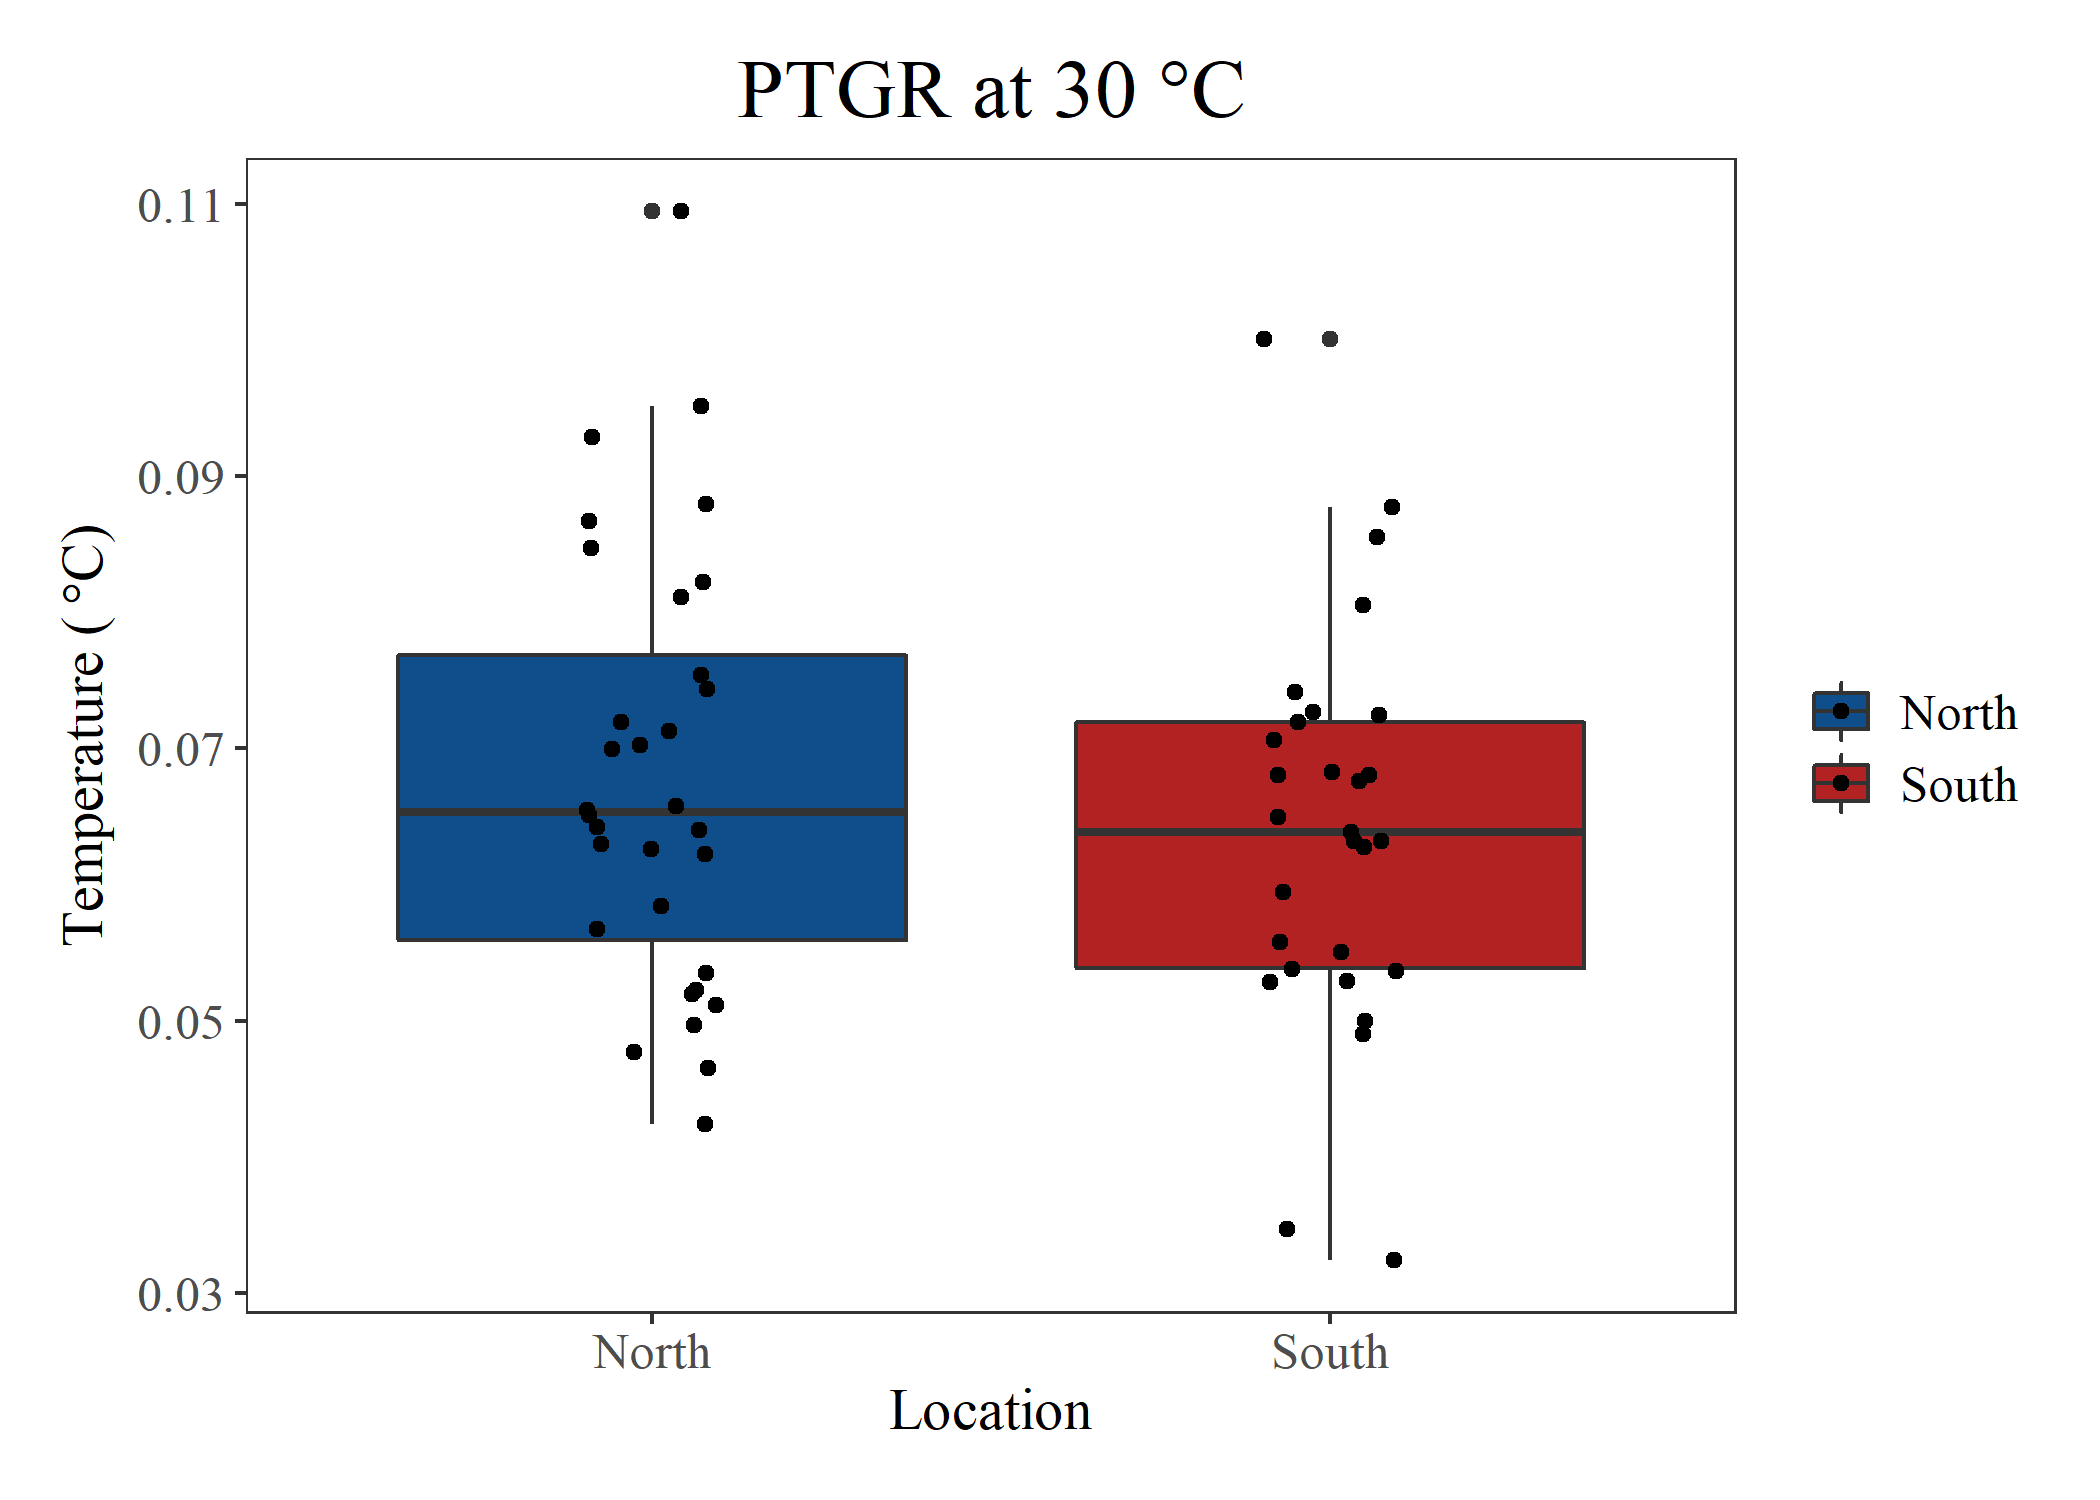 PTGR at 30 °C
Temperature ( °C)
0.11
0.09
0.07
0.05
0.03
North
South
Location
North
South